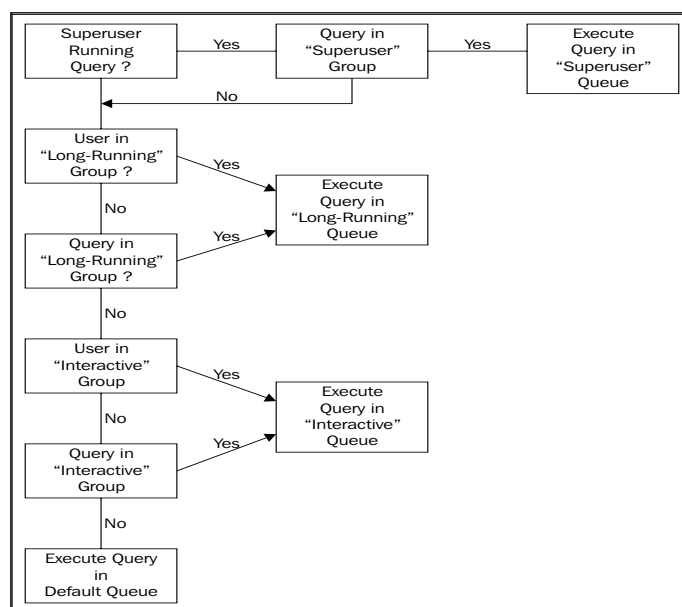 Superuser
Running
Query ?
Yes
Query in
“Superuser”
Group
Yes
Execute
Query in
“Superuser”
Queue
No
User in
“Long-Running”
Group ?
Yes
Execute
Query in
“Long-Running”
Queue
No
Query in
“Long-Running”
Group ?
Yes
No
User in
“Interactive”
Group
Yes
Execute
Query in
“Interactive”
Queue
No
Query in
“Interactive”
Group
Yes
No
Execute Query
in
Default Queue